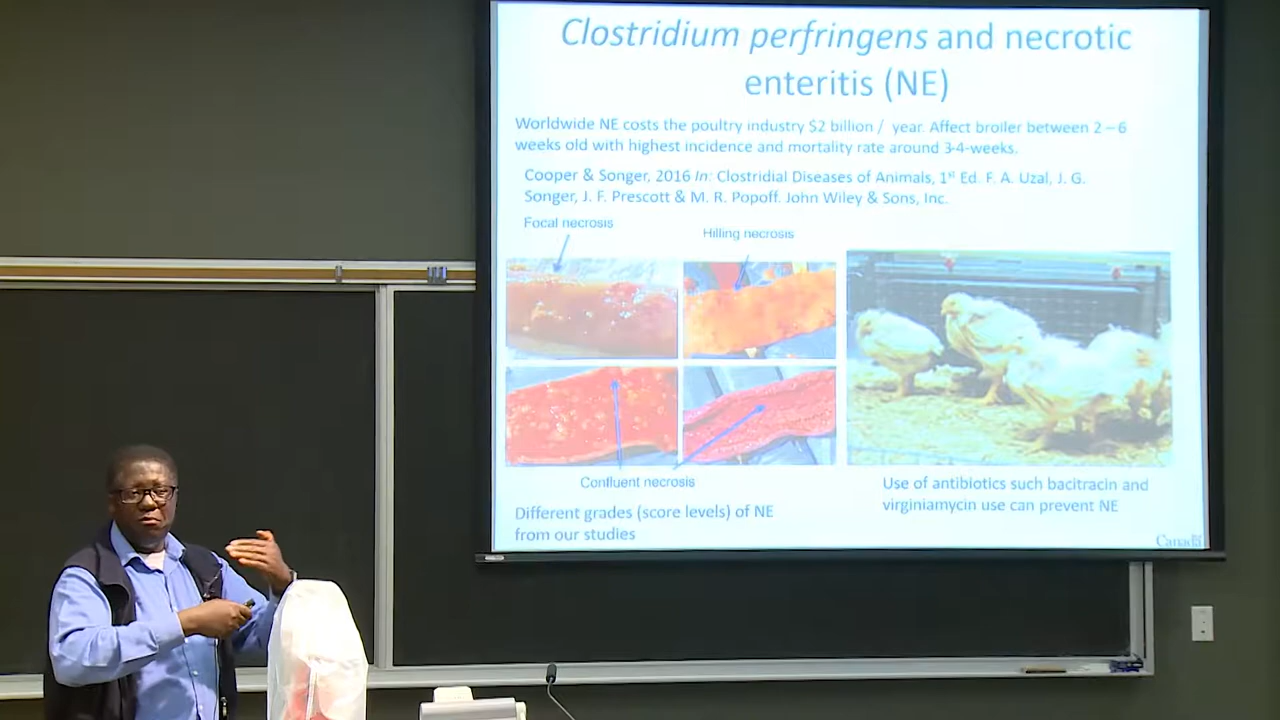 Clostridium perfringens and necrotic
enteritis (NE)
Worldwide NE costs the poultry industry $2 billion / year. Affect broiler between 2 – 6
weeks old with highest incidence and mortality rate around 3-4-weeks.
Cooper & Songer, 2016 In: Clostridial Diseases of Animals, 1st Ed. F. A. Uzal, J. G.
Songer, J. F. Prescott & M. R. Popoff. John Wiley & Sons, Inc.
Focal necrosis
Hilling necrosis
Confluent necrosis
Different grades (score levels) of NE
from our studies
Use of antibiotics such bacitracin and
virginiamycin use can prevent NE
Canada